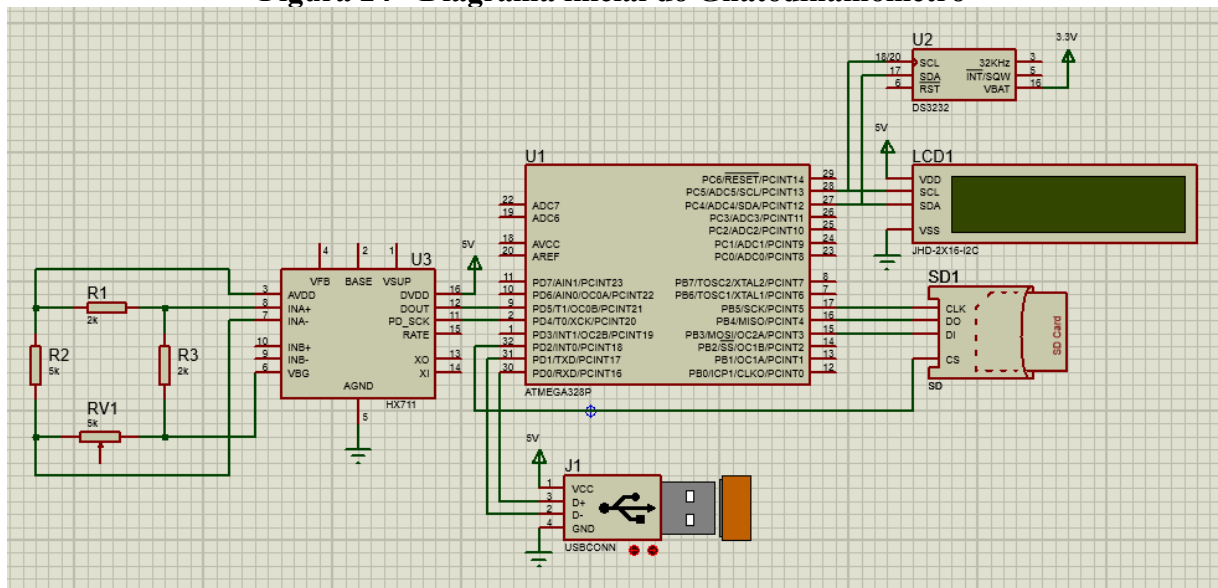 Figura - Diagrama inicial do Gnatodinamômetro
U2
3.3V
18/20 SCL 32KHz 3
17 SDA INT/SQW 5
6 RST VBAT 16
DS3232
5V
LCD1
VDD
SCL
SDA
VSS
JHD-2X16-I2C
U1
PC6/RESET/PCINT14 29
PC5/ADC5/SCL/PCINT13 28
22 ADC7 PC4/ADC4/SDA/PCINT12 27
19 ADC6 PC3/ADC3/PCINT11 26
PC2/ADC2/PCINT10 25
18 AVCC PC1/ADC1/PCINT9 24
20 AREF PC0/ADC0/PCINT8 23
11 PD7/AIN1/PCINT23 PB7/TOSC2/XTAL2/PCINT7 8
10 PD6/AIN0/OC0A/PCINT22 PB6/TOSC1/XTAL1/PCINT6 7
9 PD5/T1/OC0B/PCINT21 PB5/SCK/PCINT5 17
2 PD4/T0/XCK/PCINT20 PB4/MISO/PCINT4 16
1 PD3/INT1/OC2B/PCINT19 PB3/MOSI/OC2A/PCINT3 15
32 PD2/INT0/PCINT18 PB2/SS/OC1B/PCINT2 14
31 PD1/TXD/PCINT17 PB1/OC1A/PCINT1 13
30 PD0/RXD/PCINT16 PB0/ICP1/CLKO/PCINT0 12
ATMEGA328P
5V
4 2 1
U3
VFB BASE VSUP
3 AVDD DVDD 16
8 INA+ DOUT 12
7 INA- PD_SCK 11
RATE 15
10 INB+
9 INB- XO 13
6 VBG XI 14
AGND
HX711
5
R1
2k
R2
5k
R3
2k
RV1
5k
SD1
CLK
DO
DI
CS
SD Card
SD
5V
J1
1 VCC
3 D+
2 D-
4 GND
USBCONN